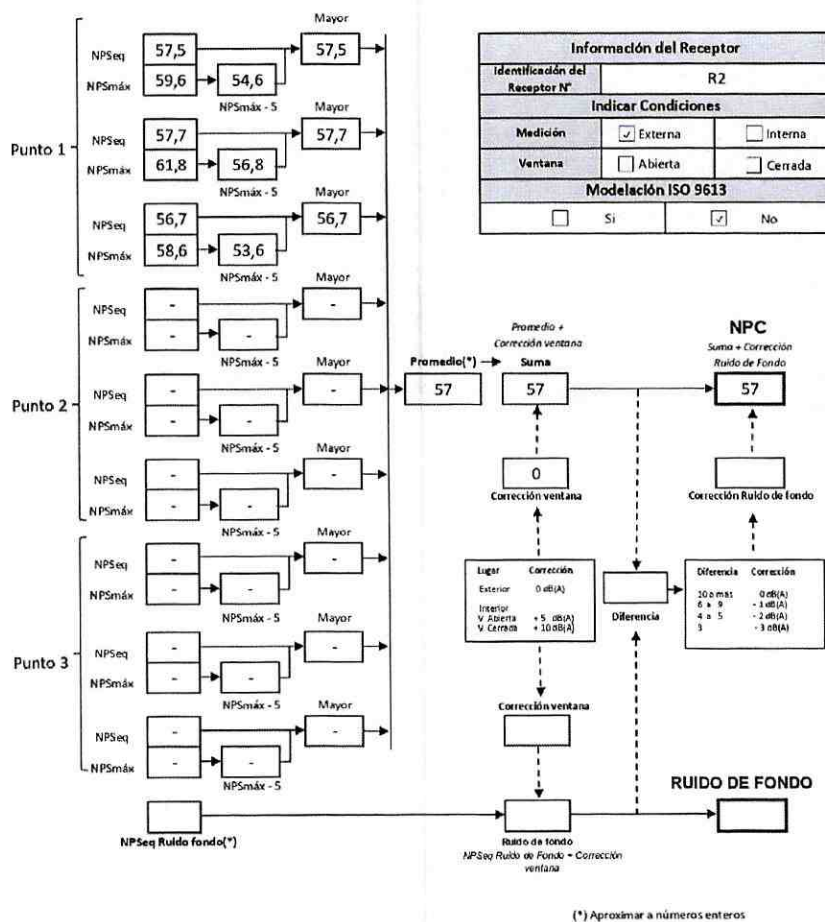 Mayor
NPSeq 57,5 57,5
NPSmáx 59,6 54,6
NPSmáx - 5
Mayor
Punto 1
NPSeq 57,7 57,7
NPSmáx 61,8 56,8
NPSmáx - 5
Mayor
NPSeq 56,7 56,7
NPSmáx 58,6 53,6
NPSmáx - 5
Mayor
NPSeq - -
NPSmáx - -
NPSmáx - 5
Mayor
Punto 2
NPSeq - -
NPSmáx - -
NPSmáx - 5
Mayor
NPSeq - -
NPSmáx - -
NPSmáx - 5
Mayor
NPSeq - -
NPSmáx - -
NPSmáx - 5
Mayor
Punto 3
NPSeq - -
NPSmáx - -
NPSmáx - 5
Mayor
NPSeq - -
NPSmáx - -
NPSmáx - 5
NPSeq Ruido fondo(*)
Información del Receptor
Identificación del
Receptor N° R2
Indicar Condiciones
Medición ✓ Externa Interna
Ventana Abierta Cerrada
Modelación ISO 9613
Si ✓ No
Promedio(*)
57
Promedio +
Corrección ventana
Suma
57
NPC
Suma + Corrección
Ruido de Fondo
57
0
Corrección ventana
Corrección Ruido de fondo
Lugar Corrección
Exterior 0 dB(A)
Interior
V. Abierta + 5 dB(A)
V. Cerrada + 10 dB(A)
Diferencia
Diferencia Corrección
10 o más 0 dB(A)
6 a 9 - 1 dB(A)
4 a 5 - 2 dB(A)
3 - 3 dB(A)
Corrección ventana
Ruido de fondo
NPSeq Ruido de Fondo + Corrección
ventana
RUIDO DE FONDO
(*) Aproximar a números enteros